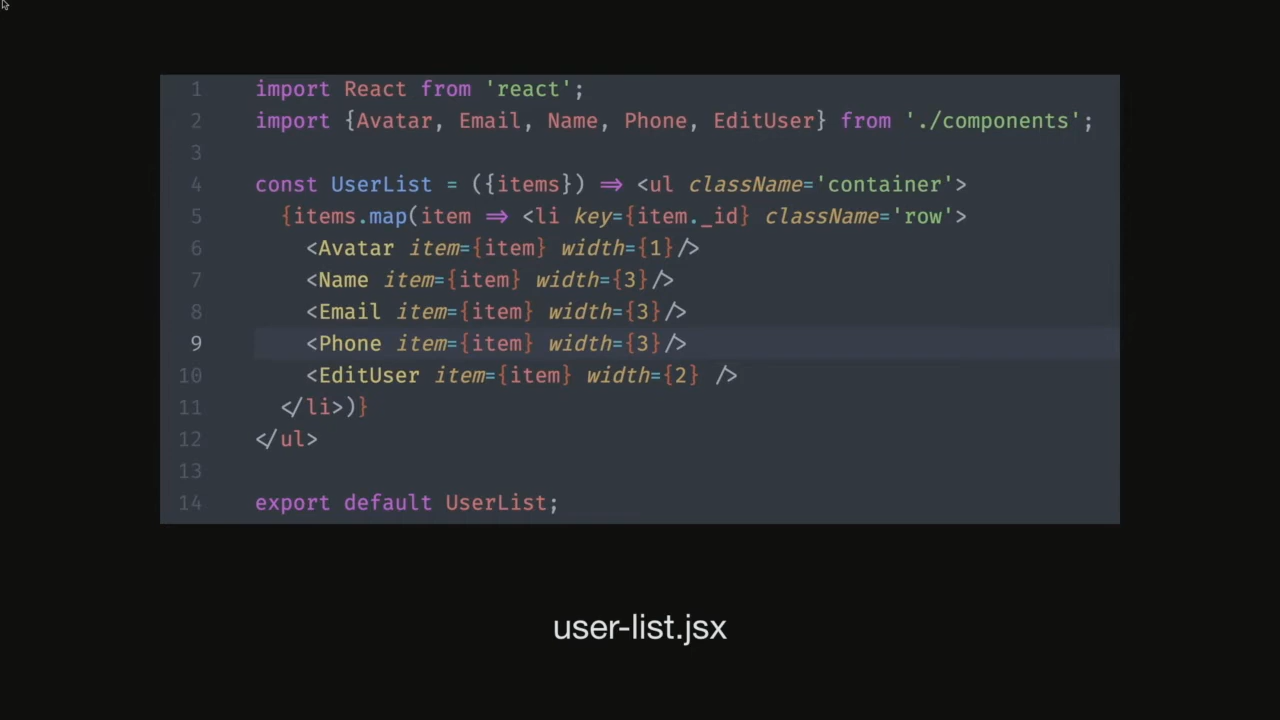 1 import React from 'react';
2 import {Avatar, Email, Name, Phone, EditUser} from './components';
3
4 const UserList = ({items}) => <ul className='container'>
5 {items.map(item => <li key={item._id} className='row'>
6 <Avatar item={item} width={1}/>
7 <Name item={item} width={3}/>
8 <Email item={item} width={3}/>
9 <Phone item={item} width={3}/>
10 <EditUser item={item} width={2} />
11 </li>)}
12 </ul>
13
14 export default UserList;
user-list.jsx